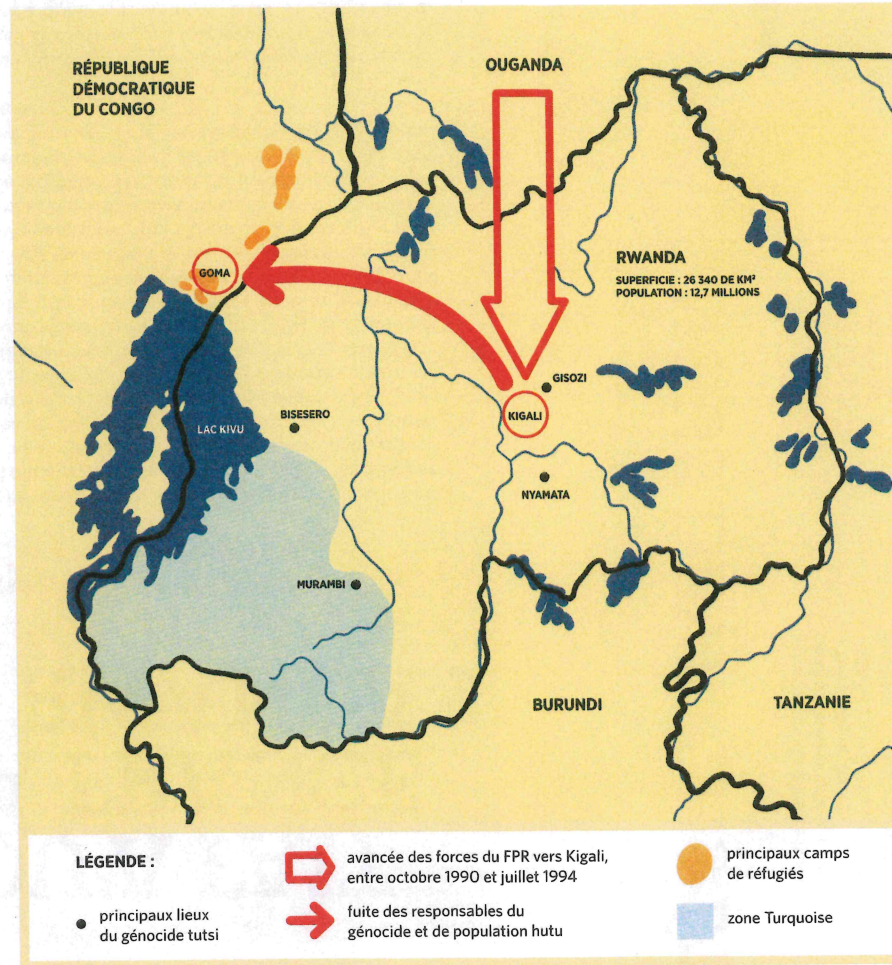 RÉPUBLIQUE
DÉMOCRATIQUE
DU CONGO
OUGANDA
RWANDA
SUPERFICIE : 26 340 DE KM²
POPULATION : 12,7 MILLIONS
GOMA
GISOZI
KIGALI
LAC KIVU
BISESERO
NYAMATA
MURAMBI
BURUNDI
TANZANIE
LÉGENDE :
principaux lieux
du génocide tutsi
avancée des forces du FPR vers Kigali,
entre octobre 1990 et juillet 1994
fuite des responsables du
génocide et de population hutu
principaux camps
de réfugiés
zone Turquoise